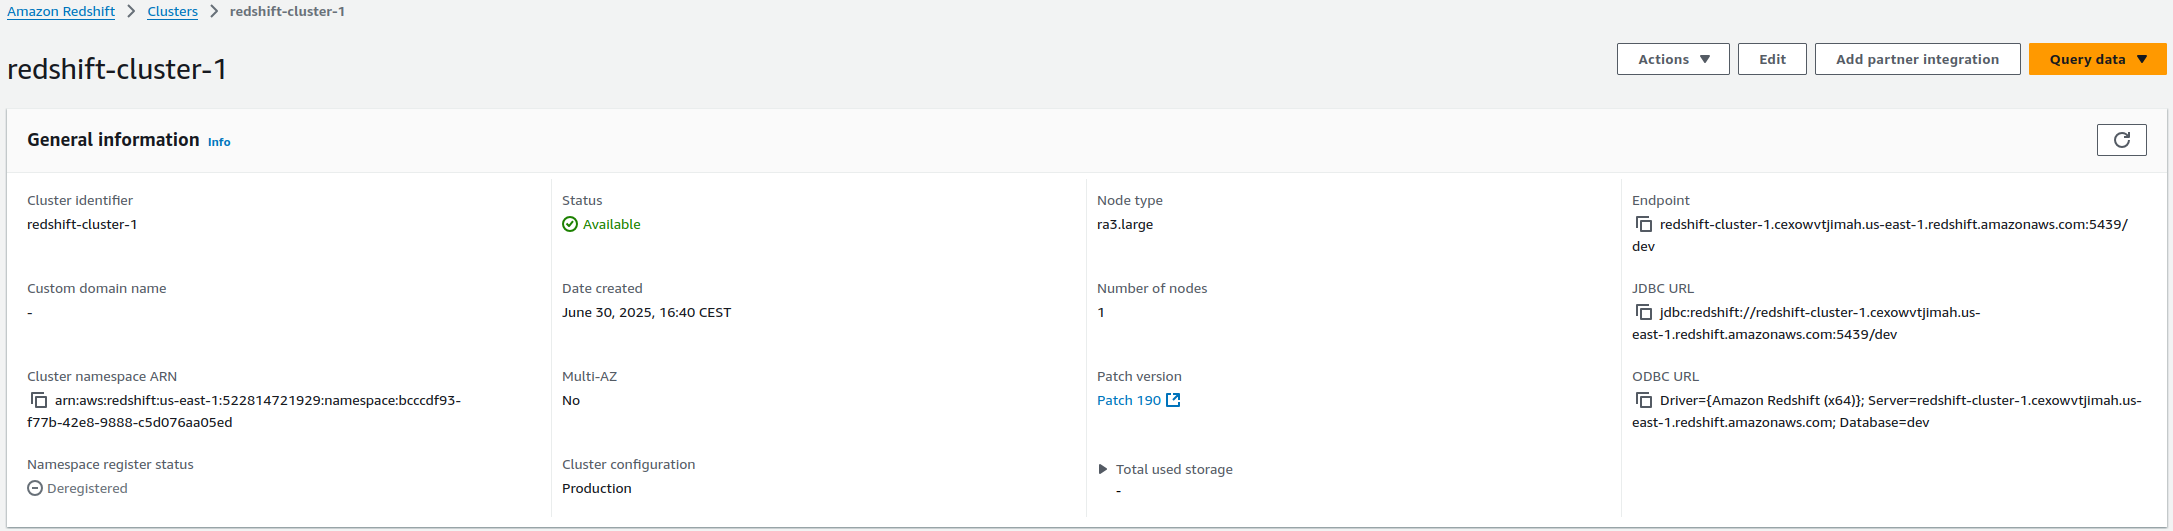 Amazon Redshift > Clusters > redshift-cluster-1
redshift-cluster-1
Actions
Edit
Add partner integration
Query data
General information Info
Cluster identifier
redshift-cluster-1
Custom domain name
-
Cluster namespace ARN
arn:aws:redshift:us-east-1:522814721929:namespace:bcccdf93-
f77b-42e8-9888-c5d076aa05ed
Namespace register status
Deregistered
Status
Available
Date created
June 30, 2025, 16:40 CEST
Multi-AZ
No
Cluster configuration
Production
Node type
ra3.large
Number of nodes
1
Patch version
Patch 190
Total used storage
-
Endpoint
redshift-cluster-1.cexowvtjimah.us-east-1.redshift.amazonaws.com:5439/
dev
JDBC URL
jdbc:redshift://redshift-cluster-1.cexowvtjimah.us-
east-1.redshift.amazonaws.com:5439/dev
ODBC URL
Driver={Amazon Redshift (x64)}; Server=redshift-cluster-1.cexowvtjimah.us-
east-1.redshift.amazonaws.com; Database=dev